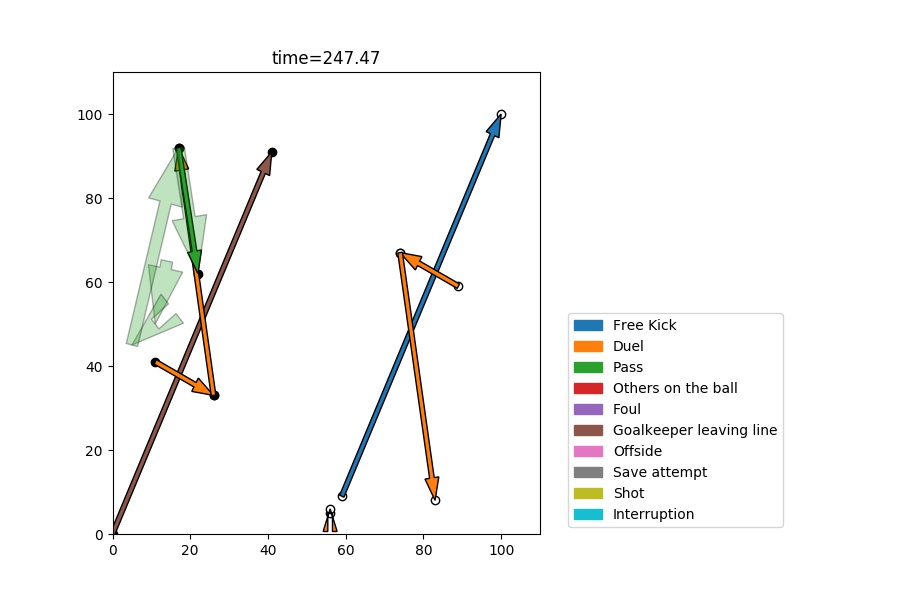 time=247.47
100
80
60
40
20
0
0 20 40 60 80 100
Free Kick
Duel
Pass
Others on the ball
Foul
Goalkeeper leaving line
Offside
Save attempt
Shot
Interruption